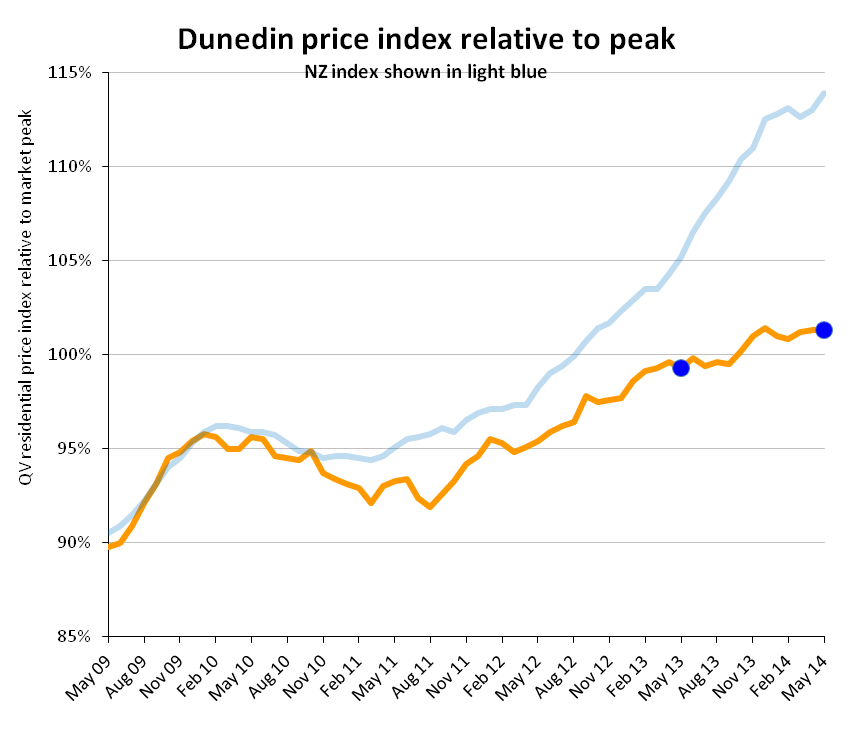 Dunedin price index relative to peak
NZ index shown in light blue
QV residential price index relative to market peak
115%
110%
105%
100%
95%
90%
85%
May 09
Aug 09
Nov 09
Feb 10
May 10
Aug 10
Nov 10
Feb 11
May 11
Aug 11
Nov 11
Feb 12
May 12
Aug 12
Nov 12
Feb 13
May 13
Aug 13
Nov 13
Feb 14
May 14